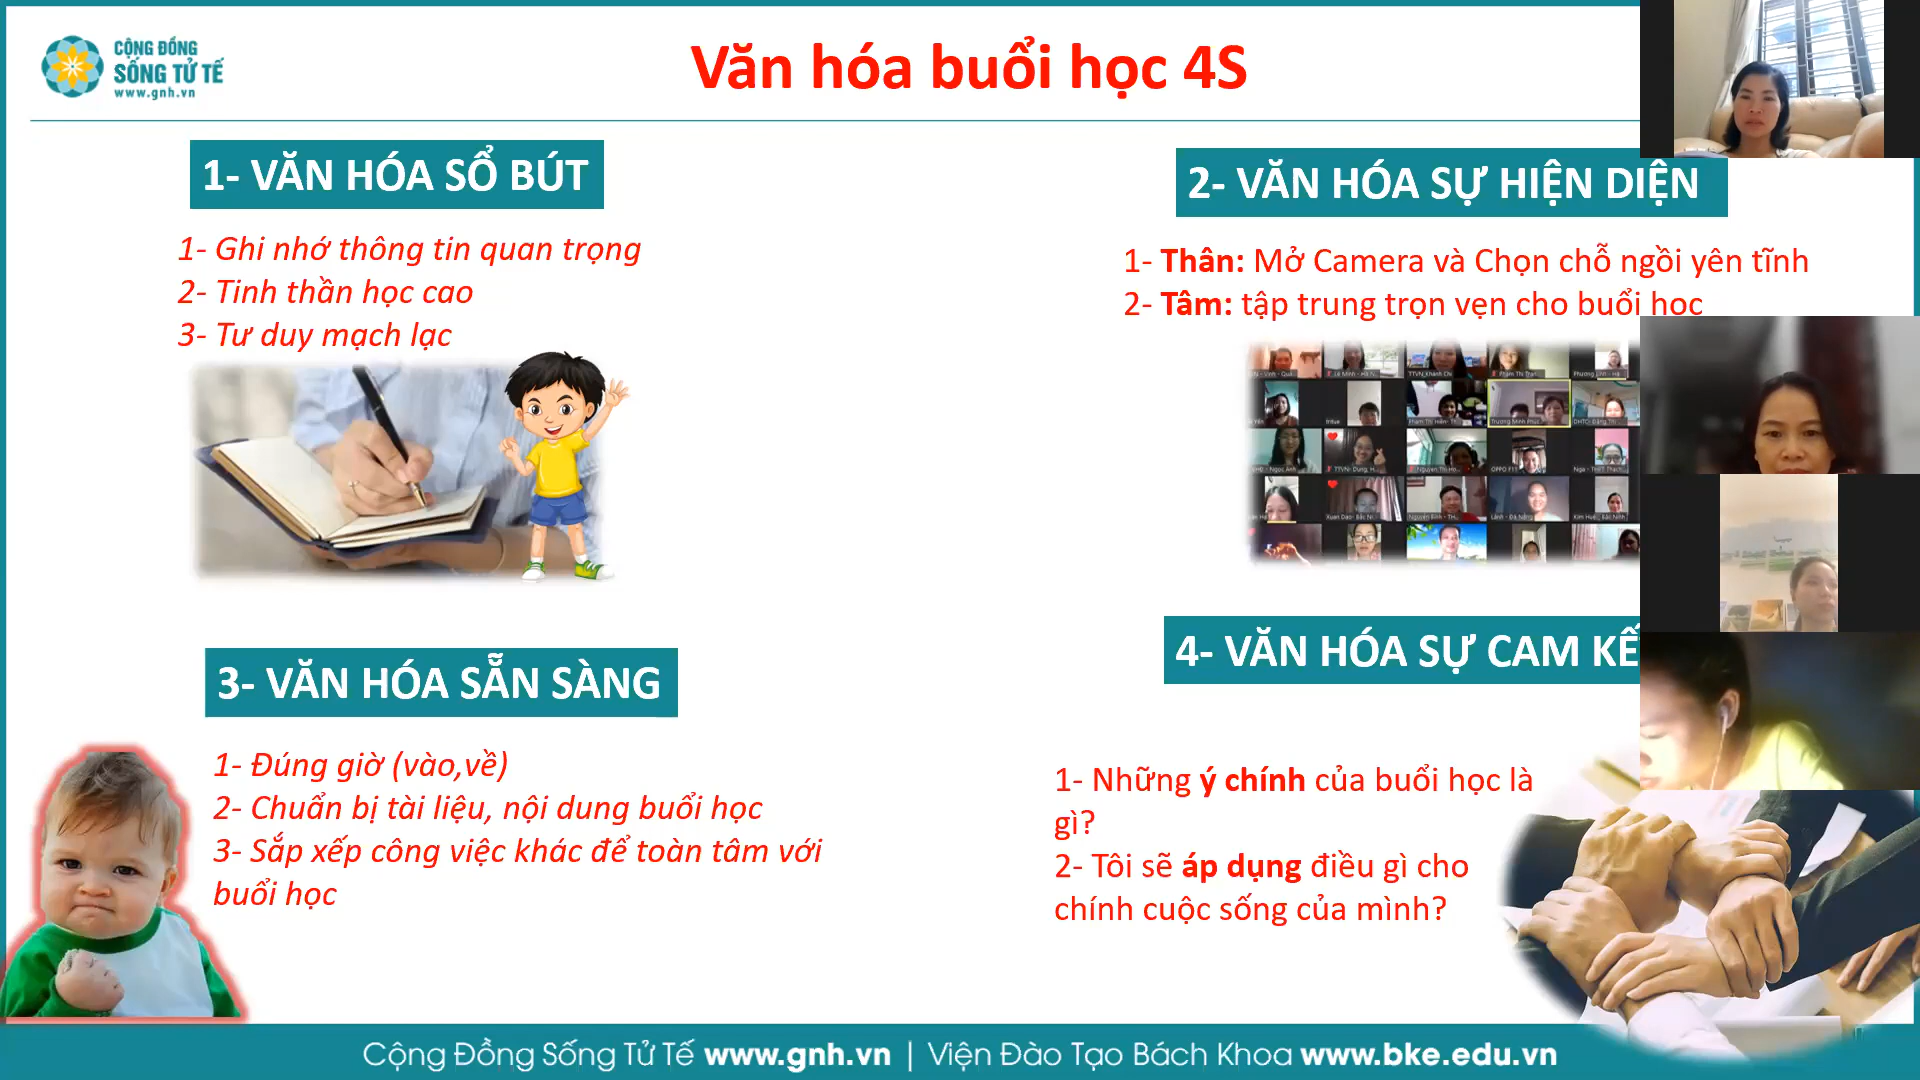 CỘNG ĐỒNG
SỐNG TỬ TẾ
www.gnh.vn
Văn hóa buổi học 4S
1- VĂN HÓA SỔ BÚT
1- Ghi nhớ thông tin quan trọng
2- Tinh thần học cao
3- Tư duy mạch lạc
2- VĂN HÓA SỰ HIỆN DIỆN
1- Thân: Mở Camera và Chọn chỗ ngồi yên tĩnh
2- Tâm: tập trung trọn vẹn cho buổi học
3- VĂN HÓA SẴN SÀNG
1- Đúng giờ (vào,về)
2- Chuẩn bị tài liệu, nội dung buổi học
3- Sắp xếp công việc khác để toàn tâm với
buổi học
4- VĂN HÓA SỰ CAM KẾ
1- Những ý chính của buổi học là
gì?
2- Tôi sẽ áp dụng điều gì cho
chính cuộc sống của mình?
Cộng Đồng Sống Tử Tế www.gnh.vn | Viện Đào Tạo Bách Khoa www.bke.edu.vn